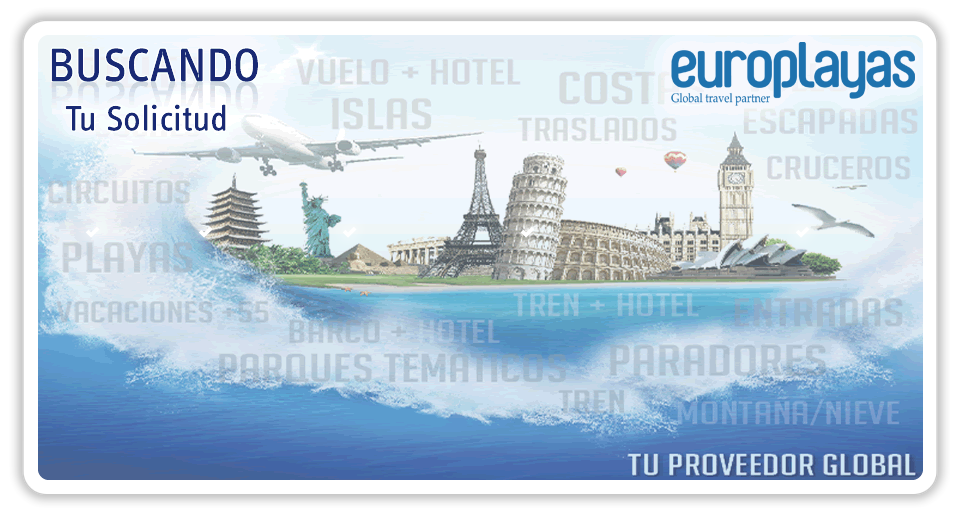 BUSCANDO
Tu Solicitud
europlayas
Global travel partner
VUELO + HOTEL
COSTA
ISLAS
TRASLADOS
ESCAPADAS
CRUCEROS
CIRCUITOS
PLAYAS
VACACIONES +55
TREN + HOTEL
ENTRADAS
BARCO + HOTEL
PARQUES TEMÁTICOS
PARADORES
TREN
MONTAÑA/NIEVE
TU PROVEEDOR GLOBAL